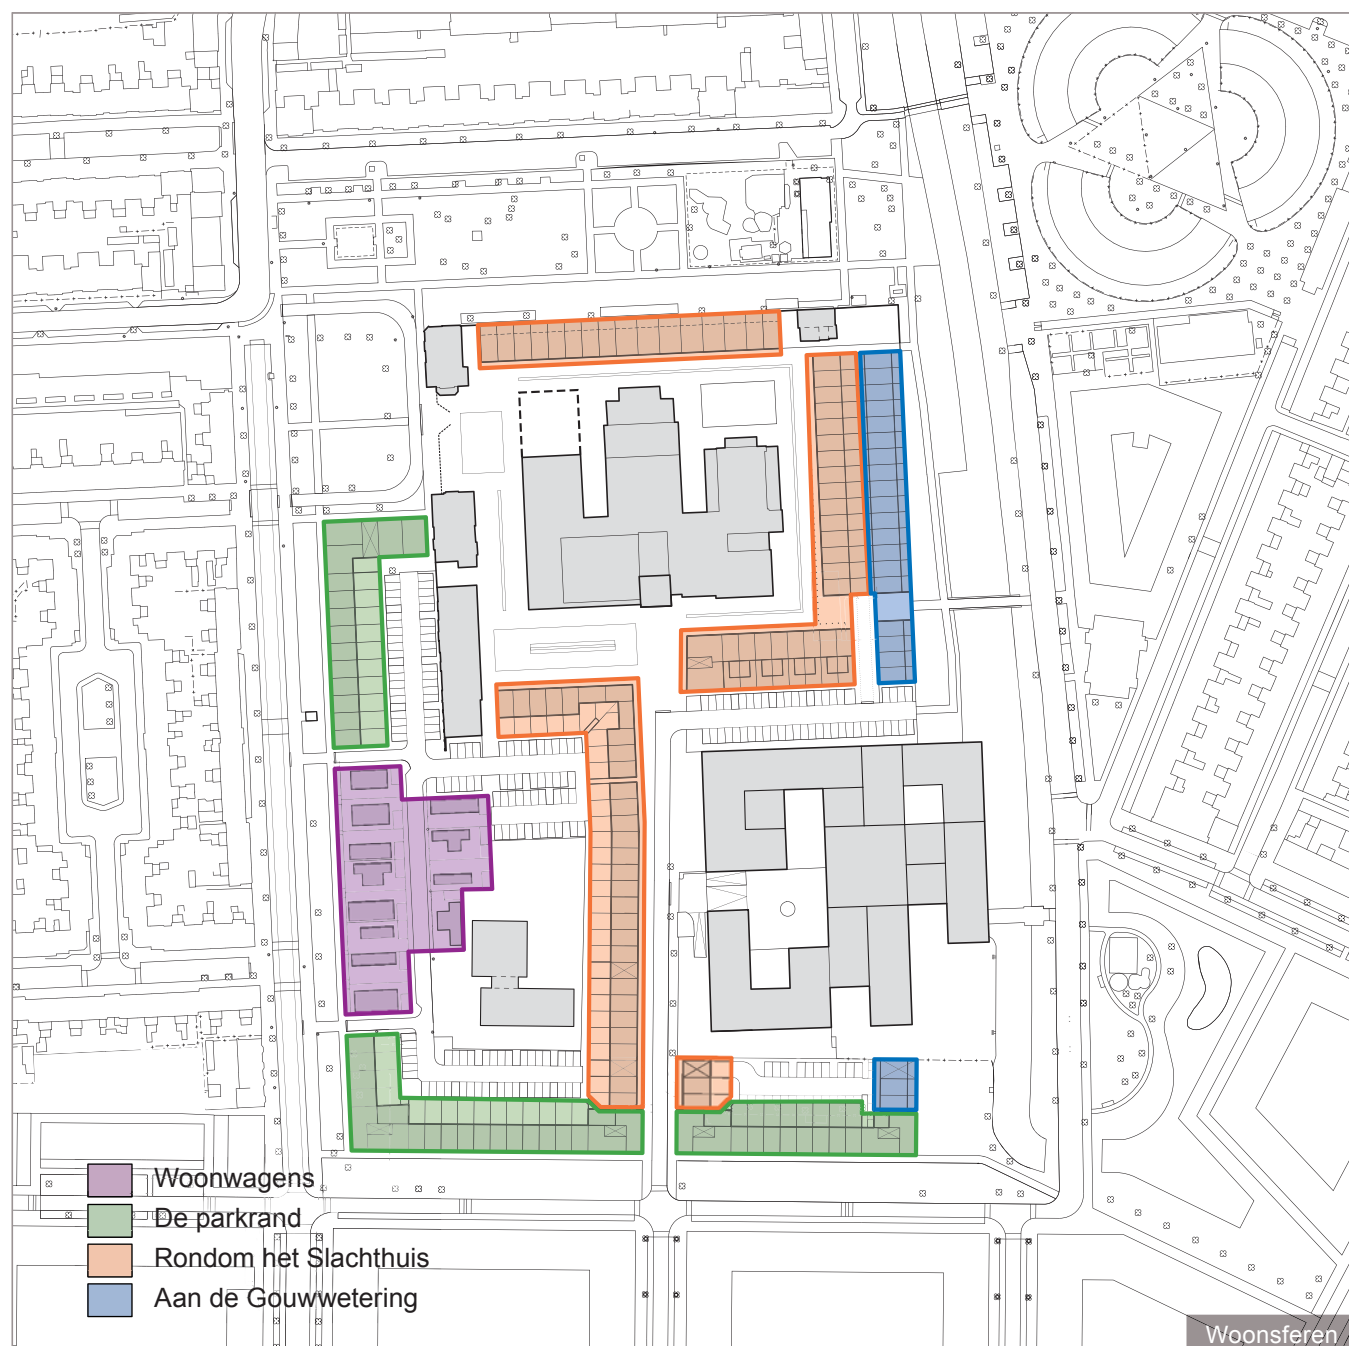 Woonwagens
De parkrand
Rondom het Slachthuis
Aan de Gouwwetering
Woonsferen